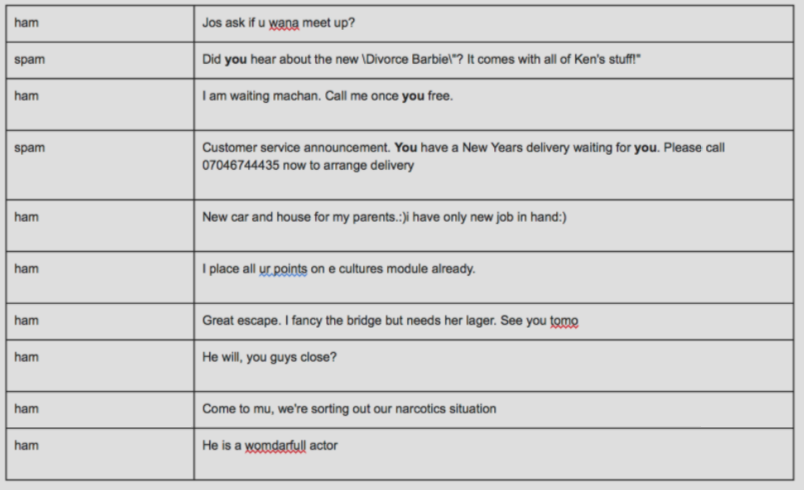 ham Jos ask if u wana meet up?
spam Did you hear about the new \Divorce Barbie\"? It comes with all of Ken's stuff!"
ham I am waiting machan. Call me once you free.
spam Customer service announcement. You have a New Years delivery waiting for you. Please call
07046744435 now to arrange delivery
ham New car and house for my parents.:)i have only new job in hand:)
ham I place all ur points on e cultures module already.
ham Great escape. I fancy the bridge but needs her lager. See you tomo
ham He will, you guys close?
ham Come to mu, we're sorting out our narcotics situation
ham He is a womdarfull actor